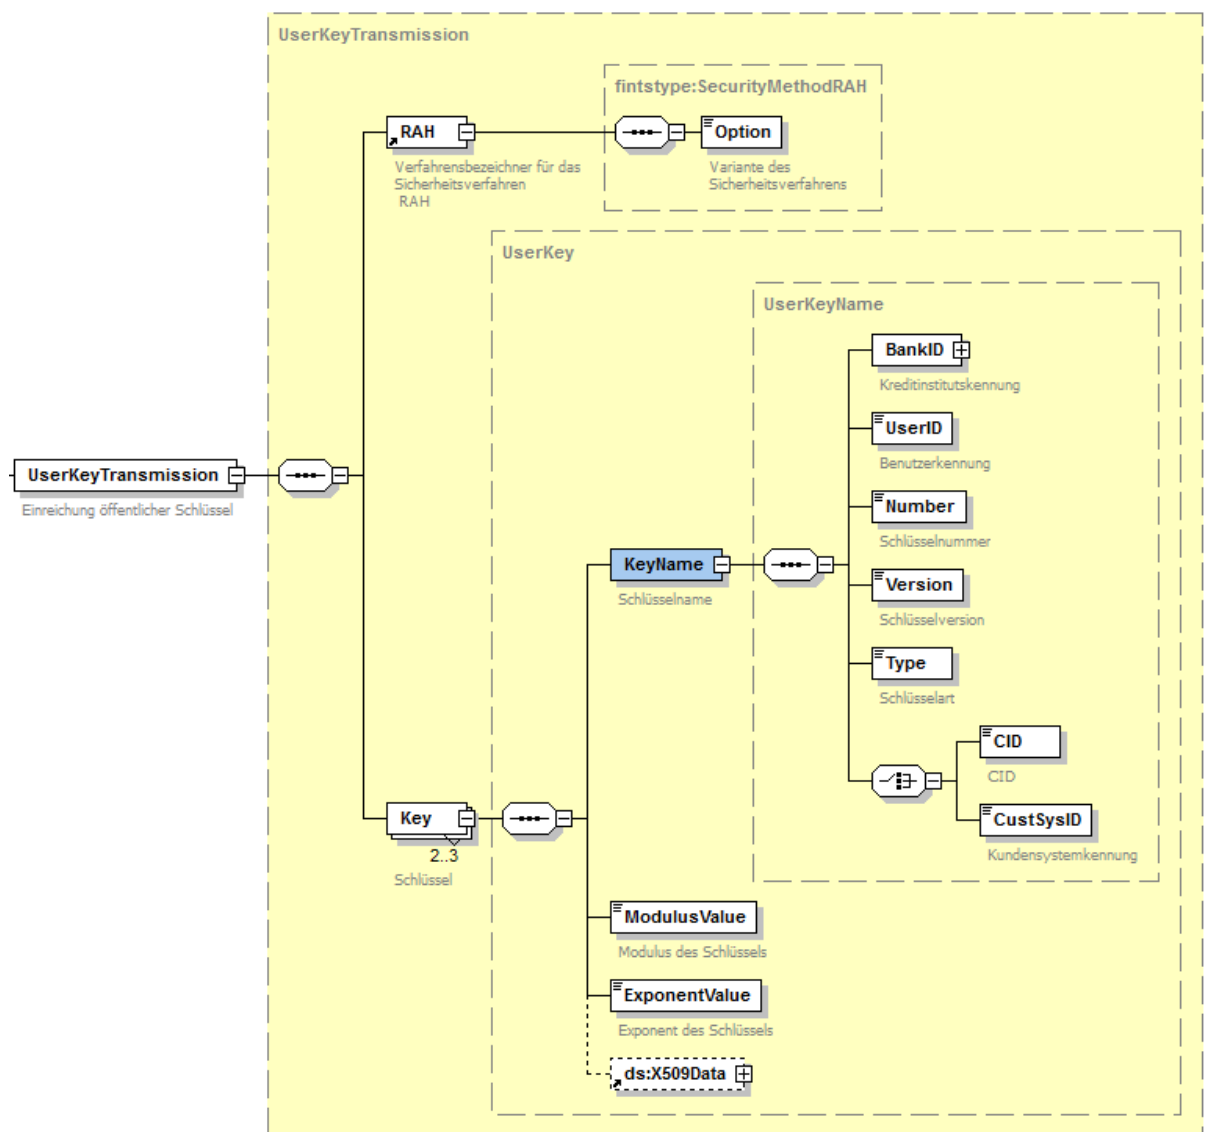 UserKeyTransmission
fintstype:SecurityMethodRAH
RAH
Option
Verfahrensbezeichner für das
Sicherheitsverfahren
RAH
Variante des
Sicherheitsverfahrens
UserKey
UserKeyName
BankID
Kreditinstitutskennung
UserID
Benutzerkennung
UserKeyTransmission
Einreichung öffentlicher Schlüssel
Number
Schlüsselnummer
KeyName
Schlüsselname
Version
Schlüsselversion
Type
Schlüsselart
CID
CID
Key
2..3
Schlüssel
CustSysID
Kundensystemkennung
ModulusValue
Modulus des Schlüssels
ExponentValue
Exponent des Schlüssels
ds:X509Data